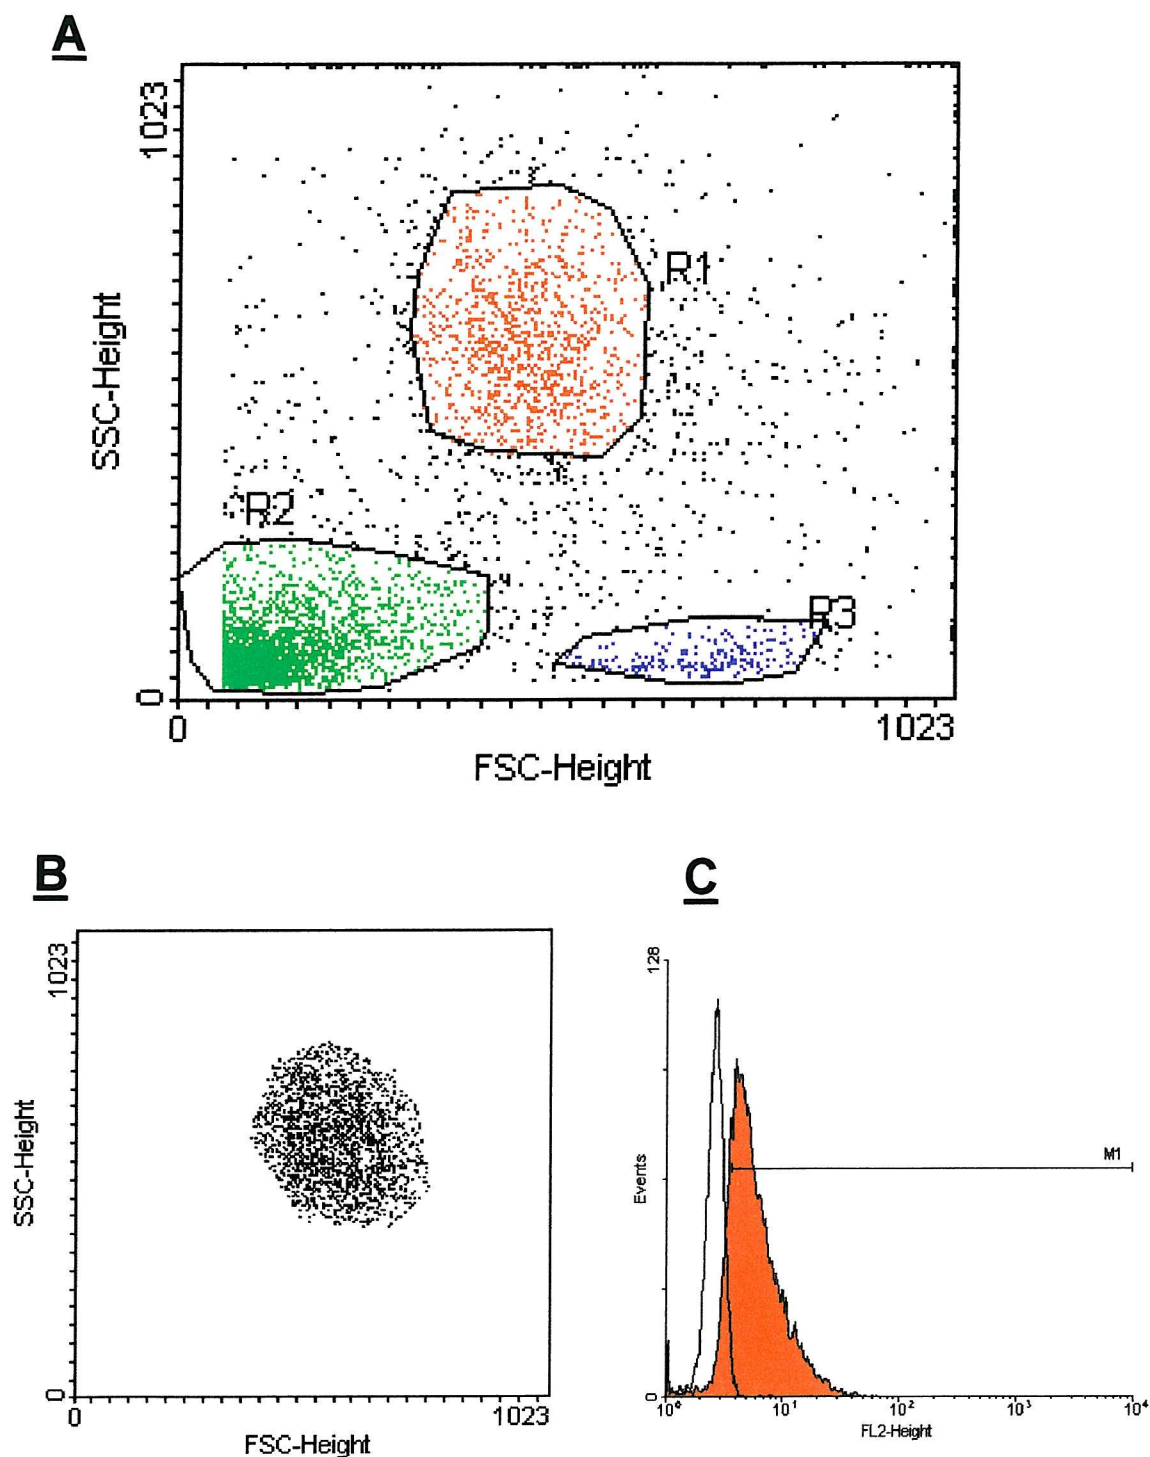 A
1023
R1
SSC-Height
R2
R3
0
0
1023
FSC-Height
B
1023
SSC-Height
0
0
1023
FSC-Height
C
128
M1
Events
0
10⁰
10¹
10²
10³
10⁴
FL2-Height